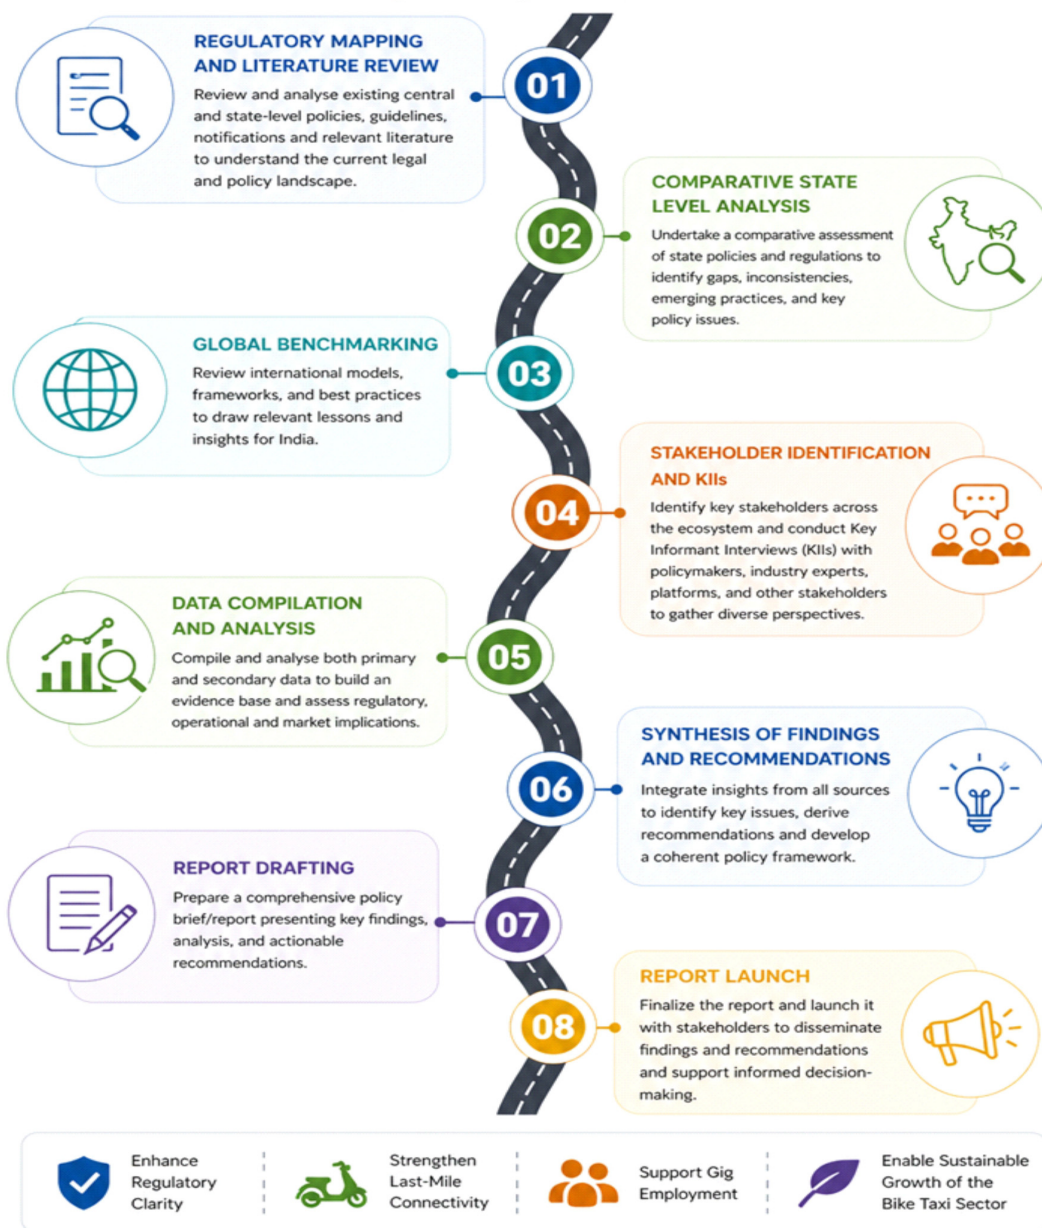 REGULATORY MAPPING
AND LITERATURE REVIEW
Review and analyse existing central
and state-level policies, guidelines,
notifications and relevant literature
to understand the current legal
and policy landscape.
01
COMPARATIVE STATE
LEVEL ANALYSIS
Undertake a comparative assessment
of state policies and regulations to
identify gaps, inconsistencies,
emerging practices, and key
policy issues.
02
GLOBAL BENCHMARKING
Review international models,
frameworks, and best practices
to draw relevant lessons and
insights for India.
03
STAKEHOLDER IDENTIFICATION
AND KIIs
Identify key stakeholders across
the ecosystem and conduct Key
Informant Interviews (KIIs) with
policymakers, industry experts,
platforms, and other stakeholders
to gather diverse perspectives.
04
DATA COMPILATION
AND ANALYSIS
Compile and analyse both primary
and secondary data to build an
evidence base and assess regulatory,
operational and market implications.
05
SYNTHESIS OF FINDINGS
AND RECOMMENDATIONS
Integrate insights from all sources
to identify key issues, derive
recommendations and develop
a coherent policy framework.
06
REPORT DRAFTING
Prepare a comprehensive policy
brief/report presenting key findings,
analysis, and actionable
recommendations.
07
REPORT LAUNCH
Finalize the report and launch it
with stakeholders to disseminate
findings and recommendations
and support informed decision-
making.
08
Enhance
Regulatory
Clarity
Strengthen
Last-Mile
Connectivity
Support Gig
Employment
Enable Sustainable
Growth of the
Bike Taxi Sector